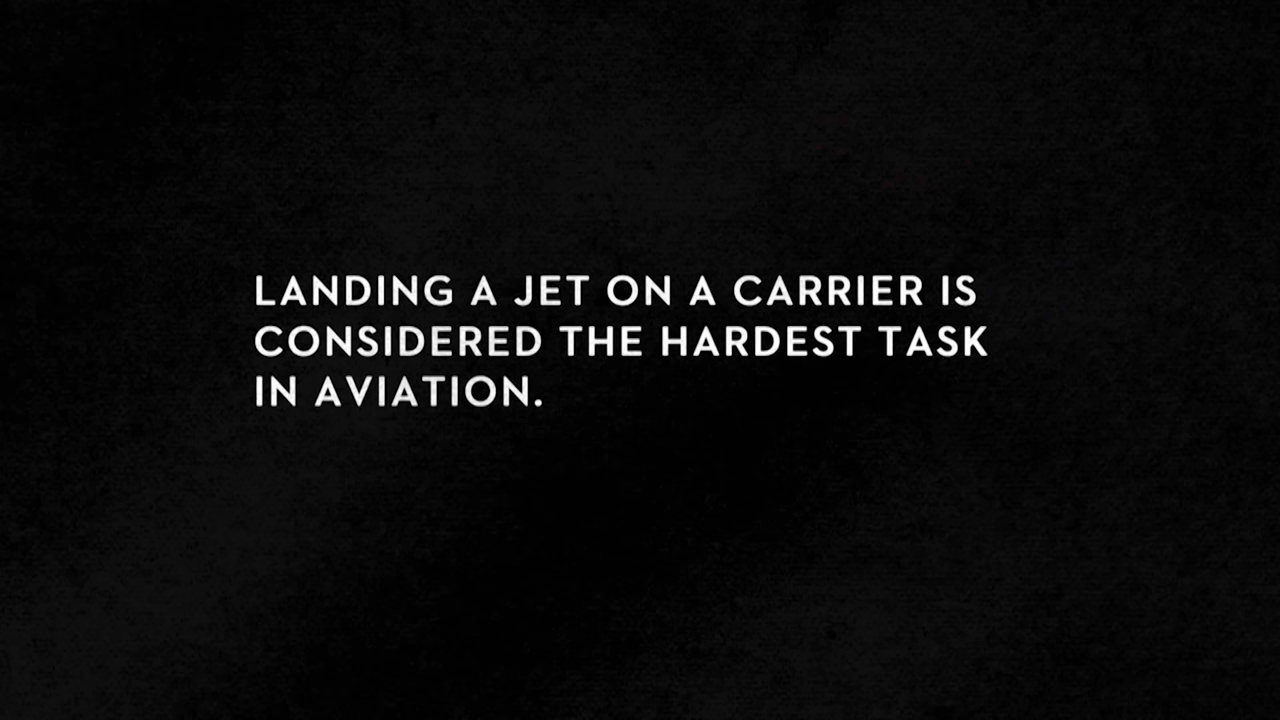 LANDING A JET ON A CARRIER IS
CONSIDERED THE HARDEST TASK
IN AVIATION.